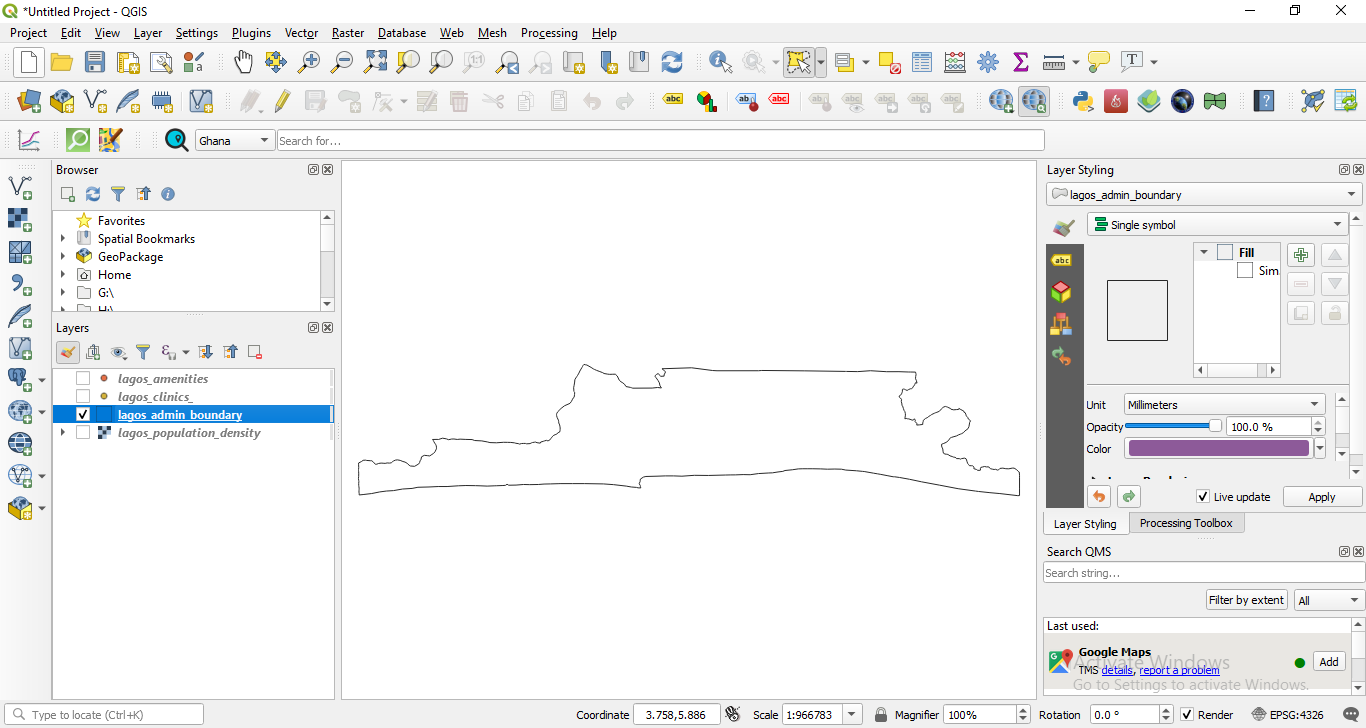 *Untitled Project - QGIS
Project Edit View Layer Settings Plugins Vector Raster Database Web Mesh Processing Help
abc abc abc
Ghana Search for...
Browser
Favorites
Spatial Bookmarks
GeoPackage
Home
G:\
H:\
Layers
lagos_amenities
lagos_clinics_
lagos_admin_boundary
lagos_population_density
Layer Styling
lagos_admin_boundary
Single symbol
abc
Fill
Sim
Unit Millimeters
Opacity 100.0 %
Color
Live update Apply
Layer Styling Processing Toolbox
Search QMS
Search string...
Filter by extent All
Last used:
Google Maps
TMS details, report a problem
Add
Activate Windows
Go to Settings to activate Windows.
Type to locate (Ctrl+K) Coordinate 3.758,5.886 Scale 1:966783 Magnifier 100% Rotation 0.0 ° Render EPSG:4326